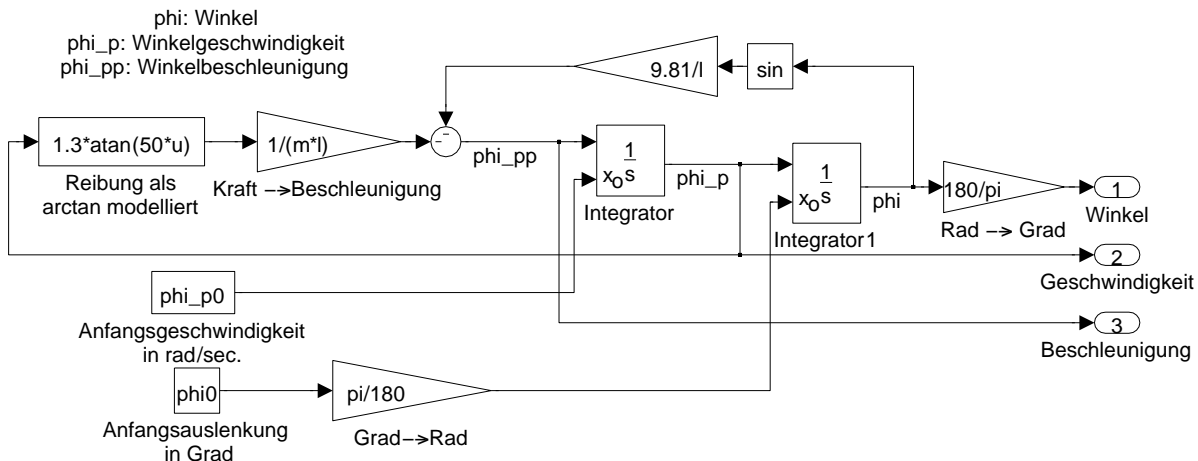 phi: Winkel
phi_p: Winkelgeschwindigkeit
phi_pp: Winkelbeschleunigung
9.81/l
sin
1.3*atan(50*u)
Reibung als
arctan modelliert
1/(m*l)
Kraft −>Beschleunigung
−
−
phi_pp
1
s
xo
Integrator
phi_p
1
s
xo
Integrator1
phi
180/pi
Rad −> Grad
1
Winkel
2
Geschwindigkeit
3
Beschleunigung
phi_p0
Anfangsgeschwindigkeit
in rad/sec.
phi0
Anfangsauslenkung
in Grad
pi/180
Grad−>Rad